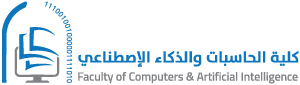 كلية الحاسبات والذكاء الإصطناعي
Faculty of Computers & Artificial Intelligence